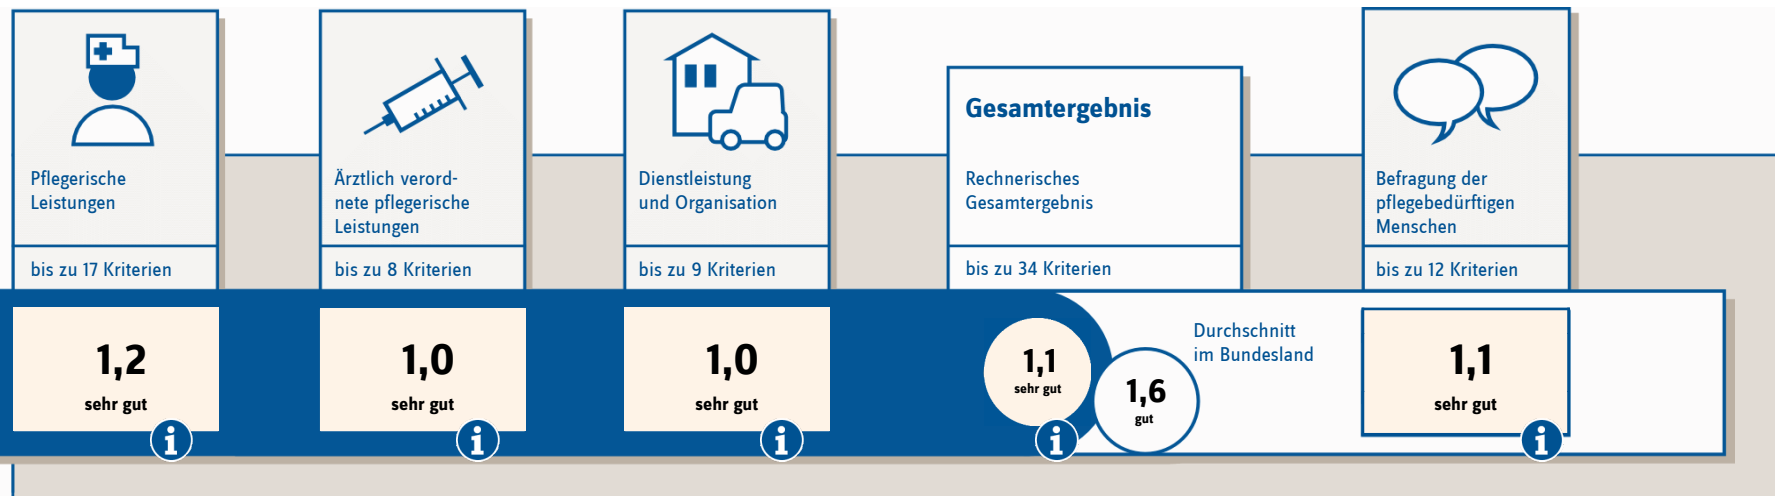 Pflegerische
Leistungen
bis zu 17 Kriterien
1,2
sehr gut
i
Ärztlich verord-
nete pflegerische
Leistungen
bis zu 8 Kriterien
1,0
sehr gut
i
Dienstleistung
und Organisation
bis zu 9 Kriterien
1,0
sehr gut
i
Gesamtergebnis
Rechnerisches
Gesamtergebnis
bis zu 34 Kriterien
1,1
sehr gut
i
1,6
gut
Durchschnitt
im Bundesland
Befragung der
pflegebedürftigen
Menschen
bis zu 12 Kriterien
1,1
sehr gut
i